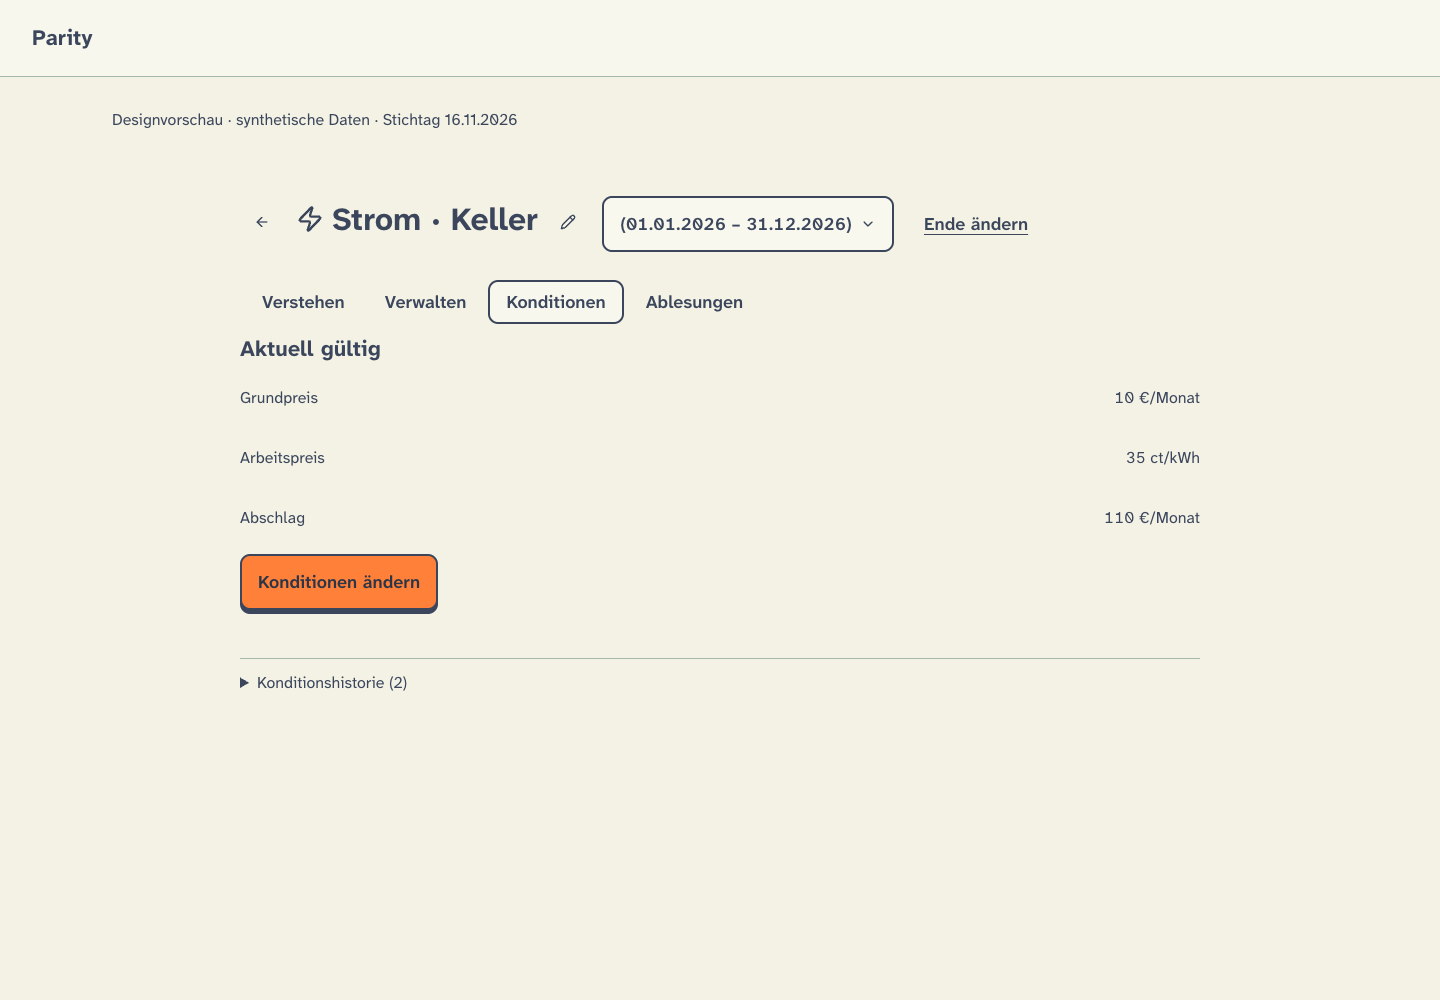 Parity
Designvorschau · synthetische Daten · Stichtag 16.11.2026
Strom · Keller
(01.01.2026 – 31.12.2026)
Ende ändern
Verstehen
Verwalten
Konditionen
Ablesungen
Aktuell gültig
Grundpreis
10 €/Monat
Arbeitspreis
35 ct/kWh
Abschlag
110 €/Monat
Konditionen ändern
Konditionshistorie (2)